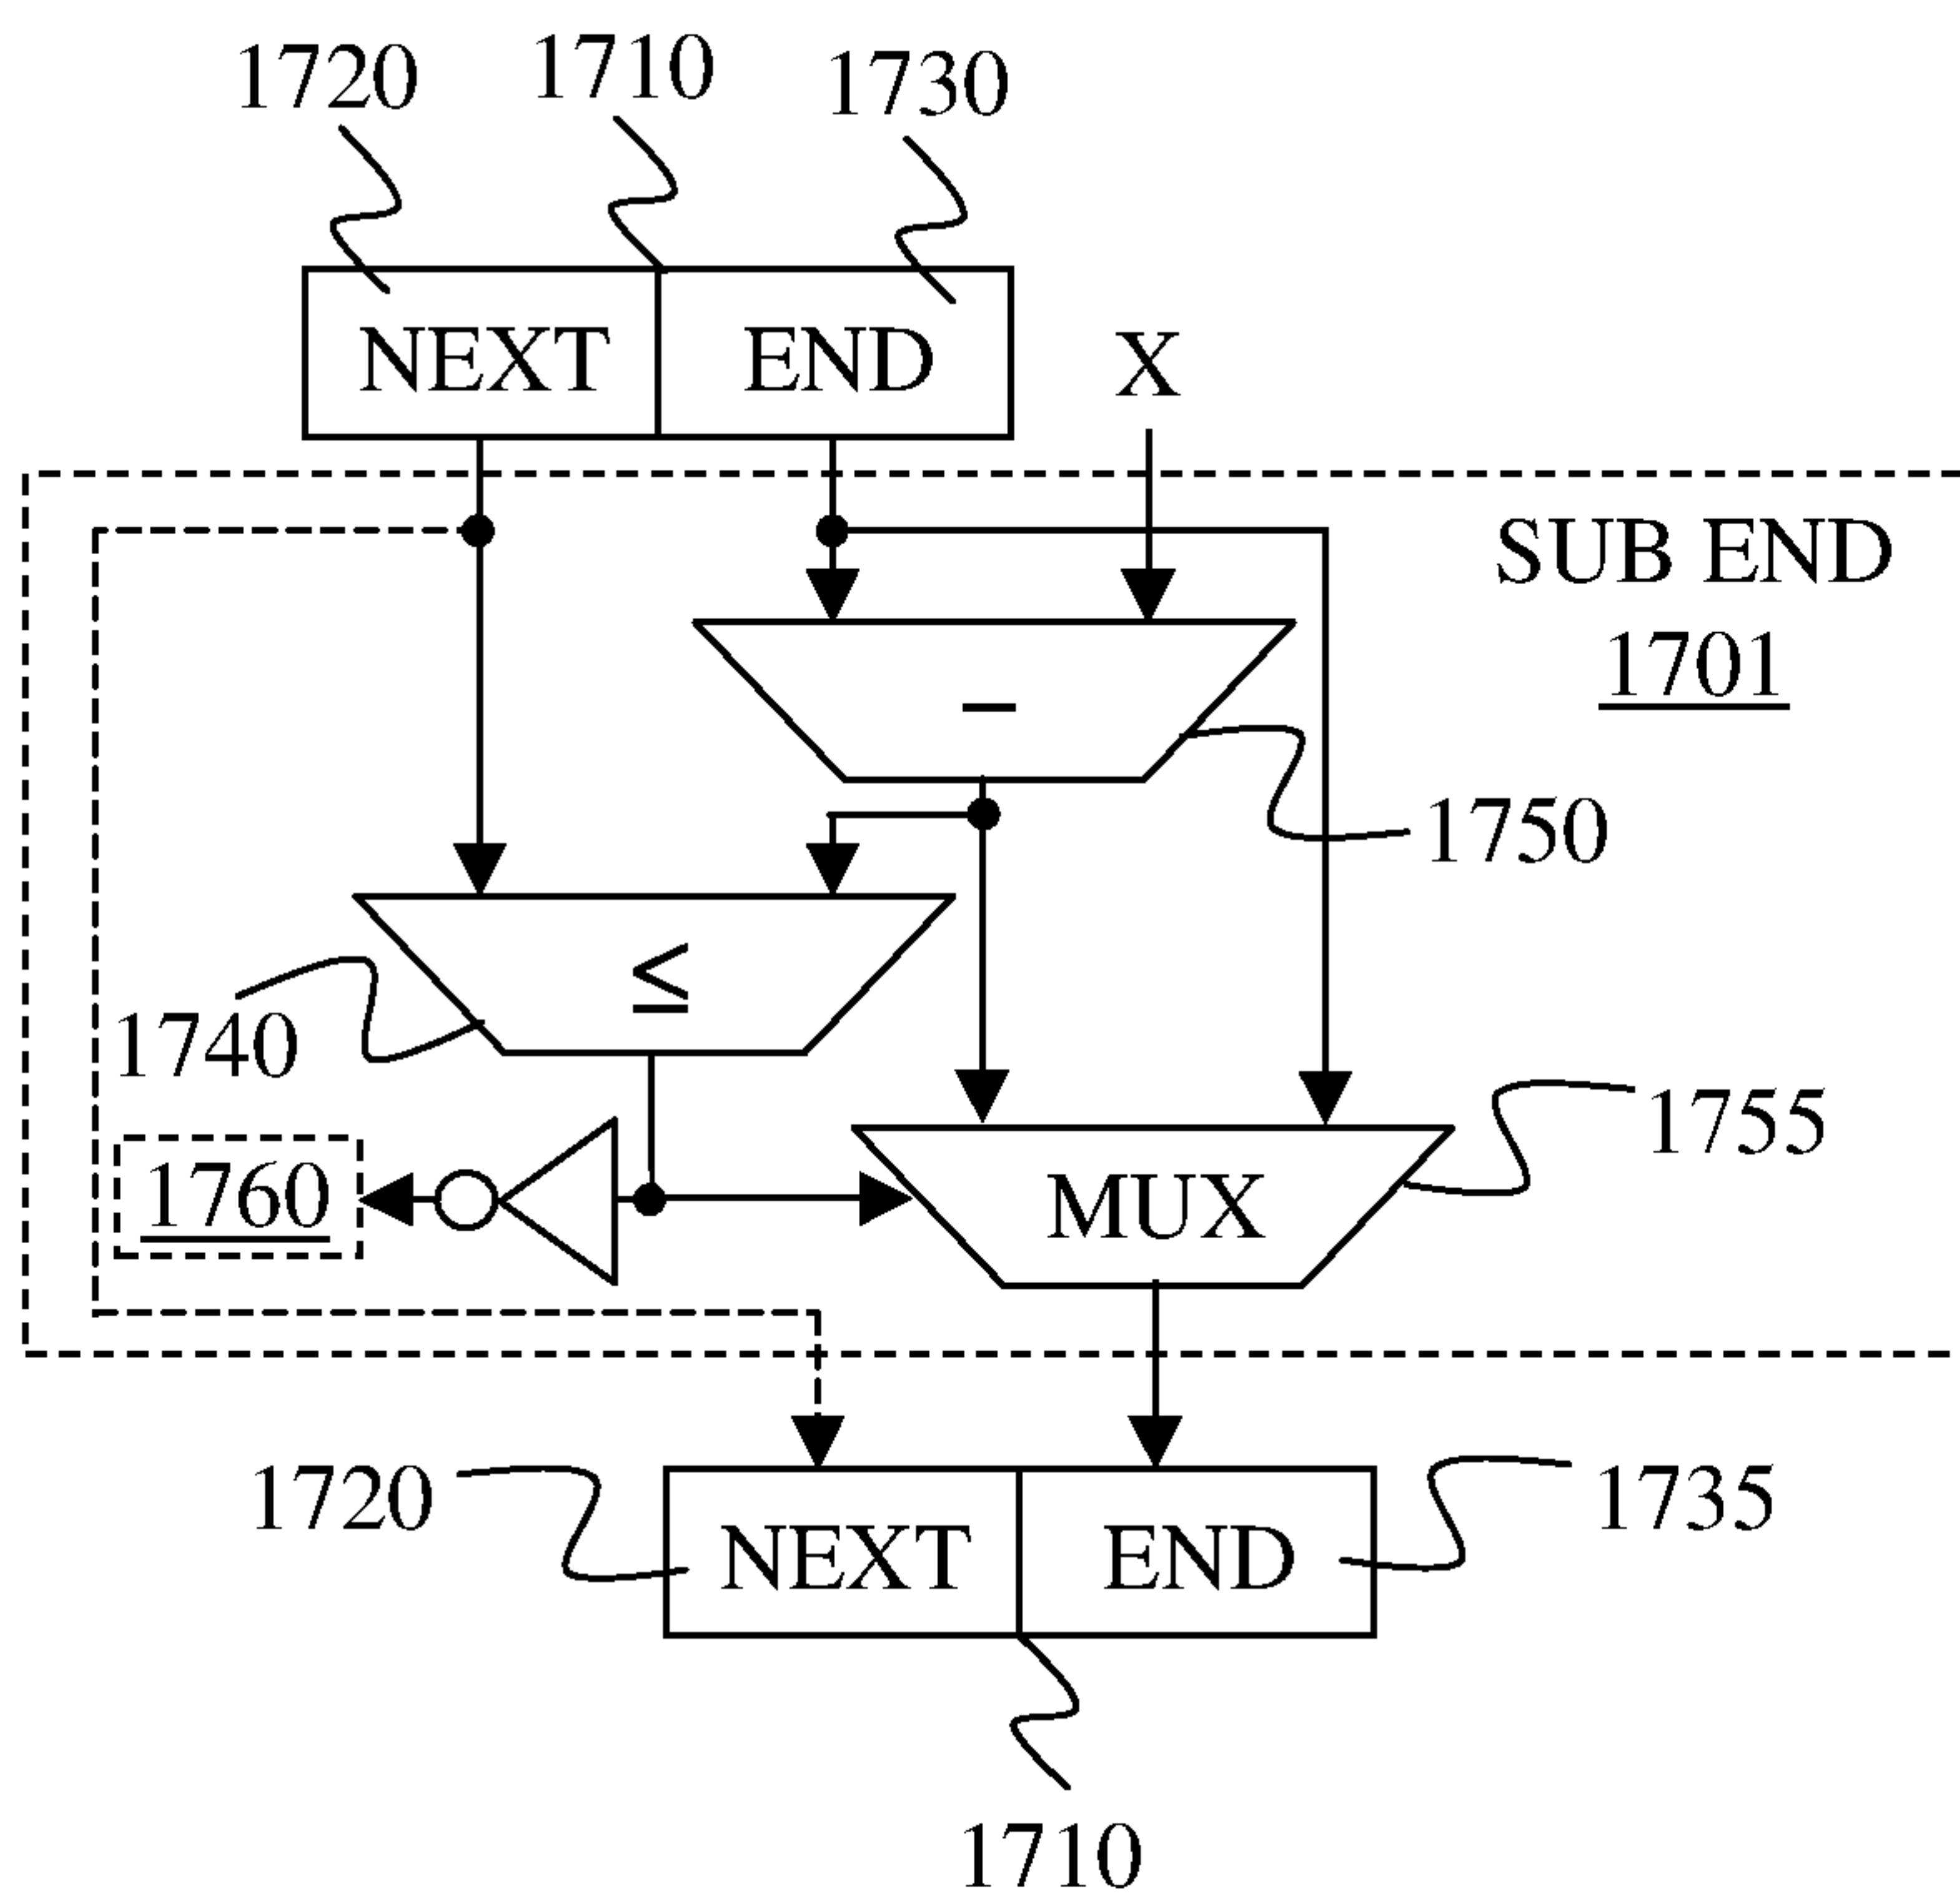 1720 1710 1730
NEXT END X
SUB END
1701
–
1750
≤
1740
1755
1760
MUX
1720
1735
NEXT END
1710